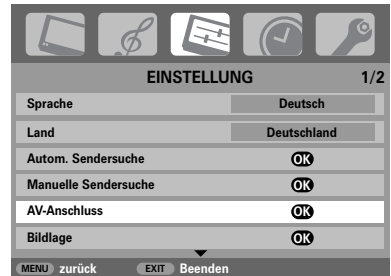 EINSTELLUNG 1/2
Sprache Deutsch
Land Deutschland
Autom. Sendersuche OK
Manuelle Sendersuche OK
AV-Anschluss OK
Bildlage OK
MENU zurück EXIT Beenden